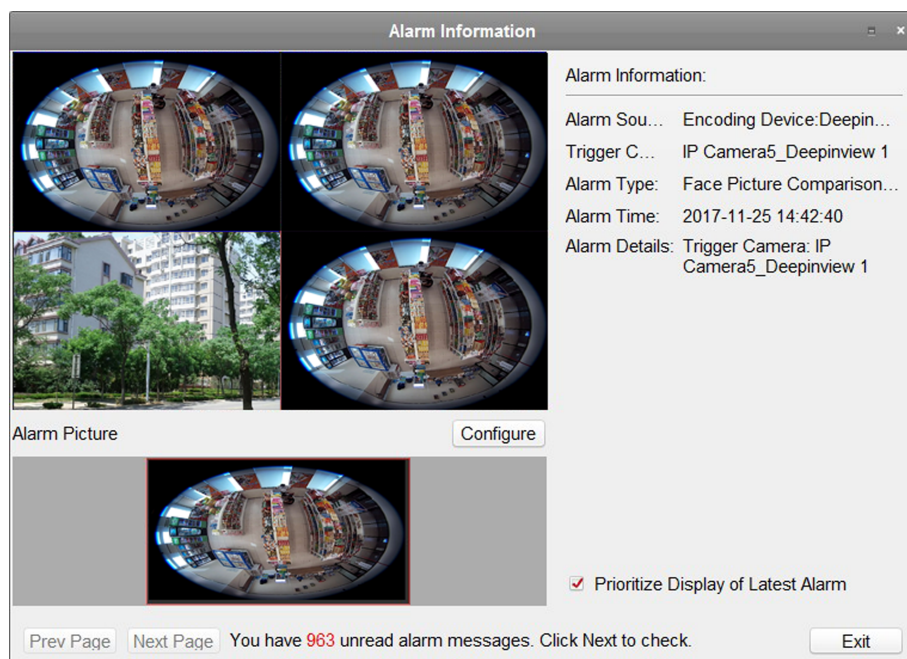 Alarm Information
Alarm Information:
Alarm Sou... Encoding Device:Deepin...
Trigger C... IP Camera5_Deepinview 1
Alarm Type: Face Picture Comparison...
Alarm Time: 2017-11-25 14:42:40
Alarm Details: Trigger Camera: IP
Camera5_Deepinview 1
Alarm Picture
Configure
Prioritize Display of Latest Alarm
Prev Page Next Page You have 963 unread alarm messages. Click Next to check. Exit